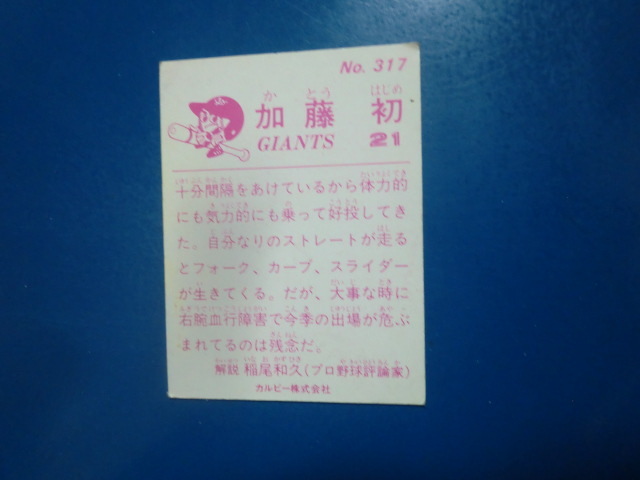 No. 317
加藤 初
かとう はじめ
GIANTS 21
十分間隔をあけているから体力的
にも気力的にも乗って好投してき
た。自分なりのストレートが走る
とフォーク、カーブ、スライダー
が生きてくる。だが、大事な時に
右腕血行障害で今季の出場が危ぶ
まれてるのは残念だ。
解説 稲尾和久(プロ野球評論家)
カルビー株式会社